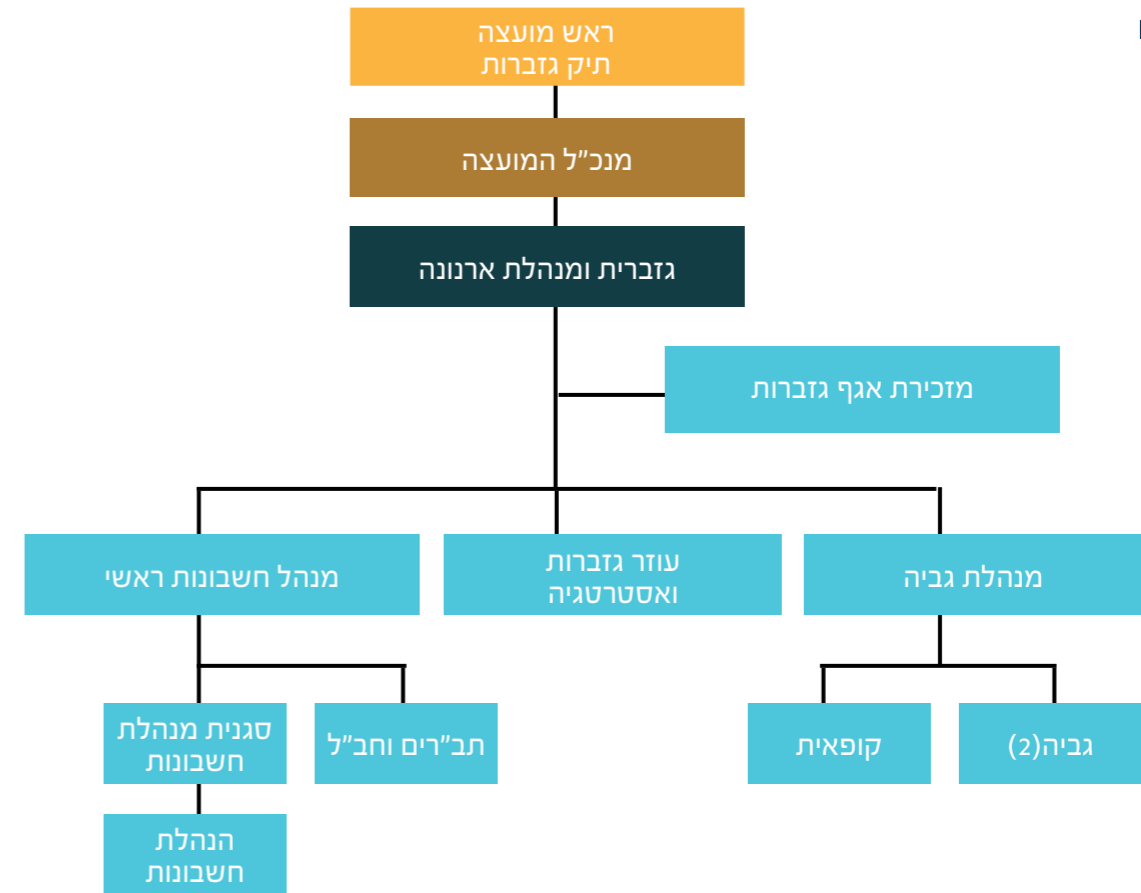 ראש מועצה
תיק גזברות
מנכ"ל המועצה
גזברית ומנהלת ארנונה
מזכירת אגף גזברות
מנהלת גביה
עוזר גזברות
ואסטרטגיה
מנהל חשבונות ראשי
גביה(2)
קופאית
תב"רים וחב"ל
סגנית מנהלת
חשבונות
הנהלת
חשבונות